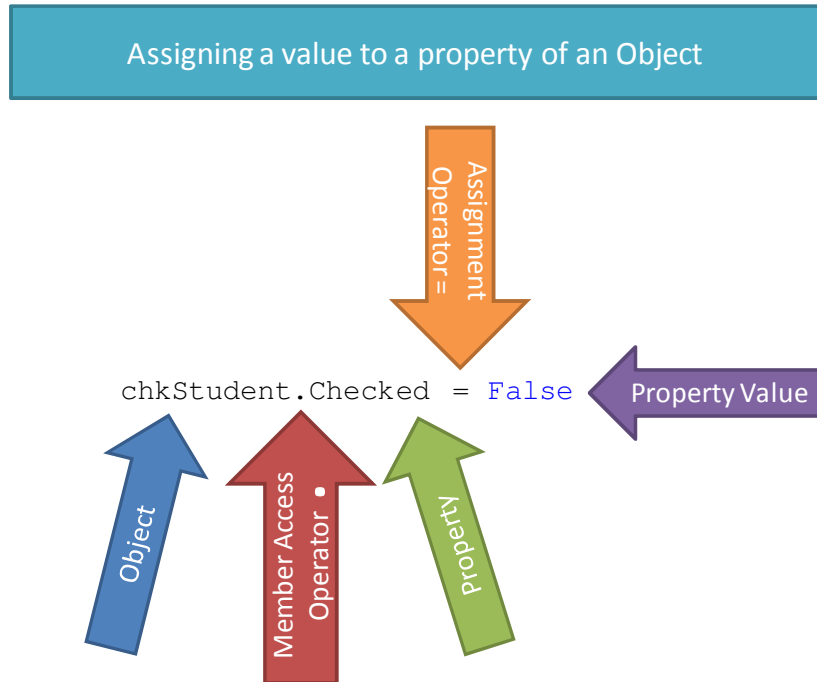 Assigning a value to a property of an Object
Assignment
Operator =
chkStudent.Checked = False
Property Value
Object
Member Access
Operator .
Property